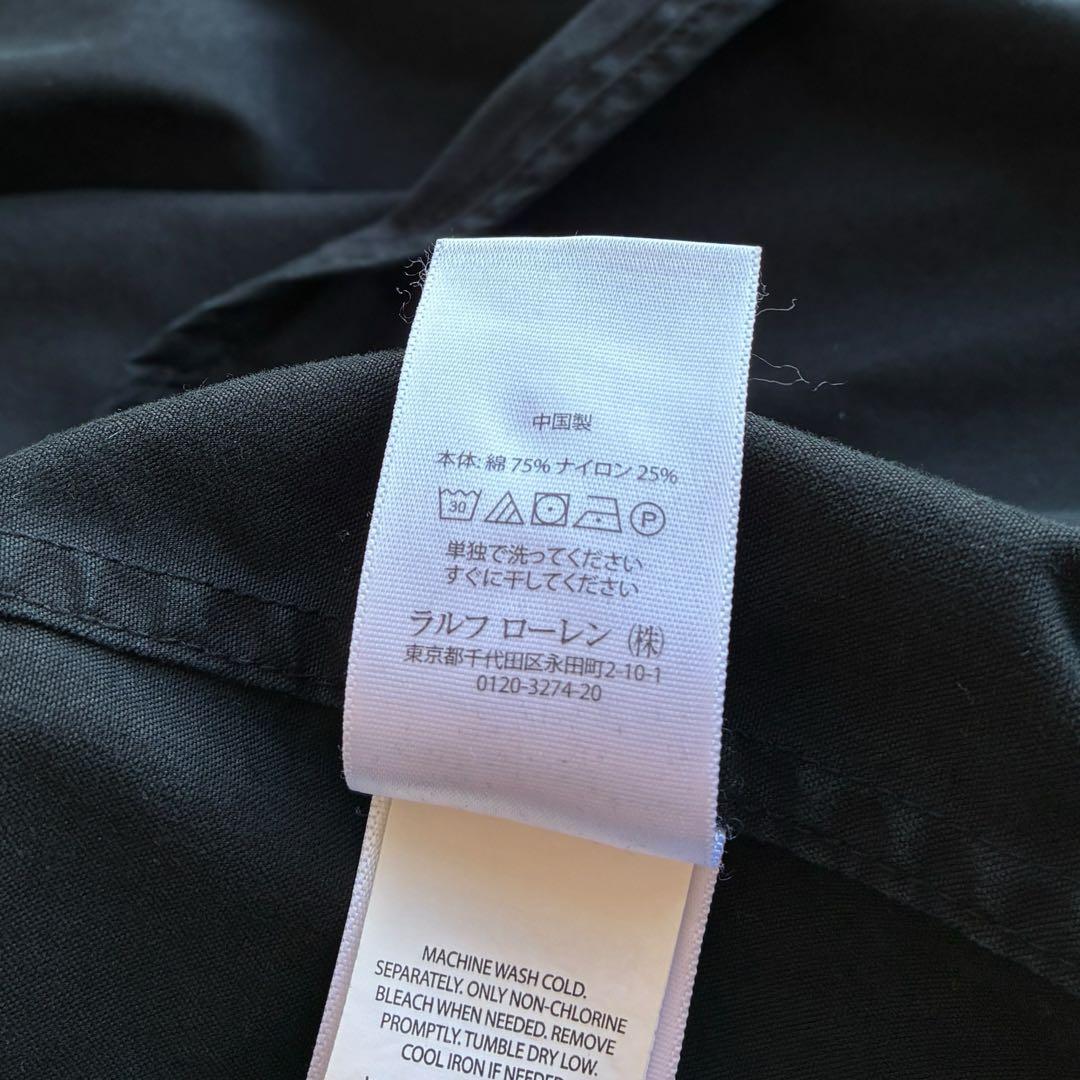 中国製
本体: 綿 75% ナイロン 25%
30 P
単独で洗ってください
すぐに干してください
ラルフ ローレン (株)
東京都千代田区永田町2-10-1
0120-3274-20
MACHINE WASH COLD.
SEPARATELY. ONLY NON-CHLORINE
BLEACH WHEN NEEDED. REMOVE
PROMPTLY. TUMBLE DRY LOW.
COOL IRON IF NEEDED